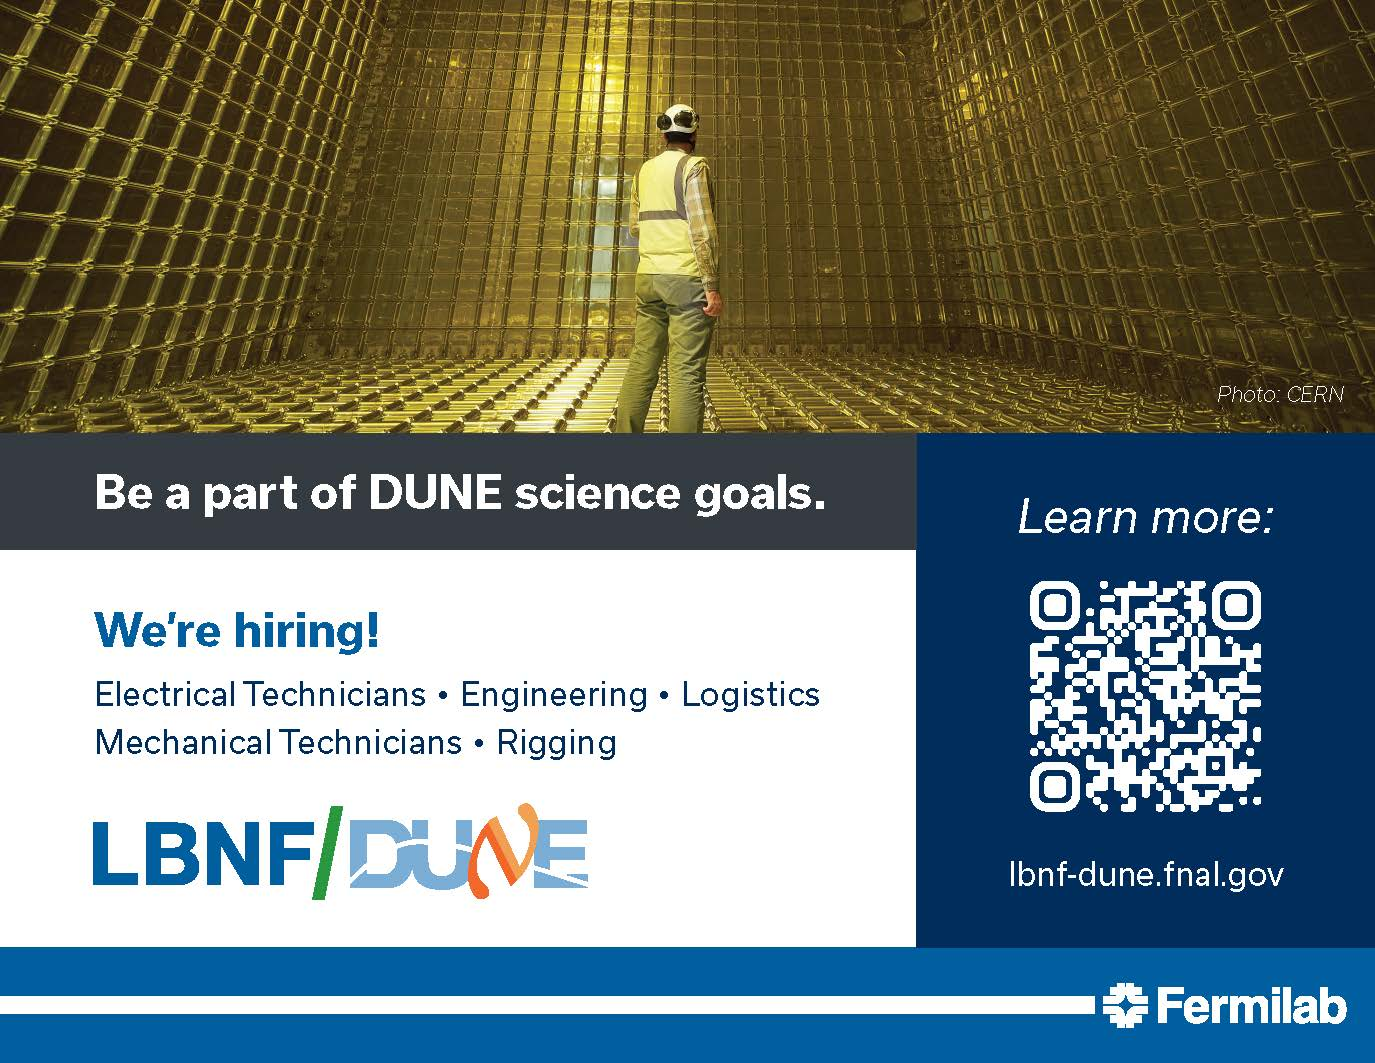 Photo: CERN
Be a part of DUNE science goals.
We're hiring!
Electrical Technicians • Engineering • Logistics
Mechanical Technicians • Rigging
LBNF/DUNE
Learn more:
lbnf-dune.fnal.gov
Fermilab